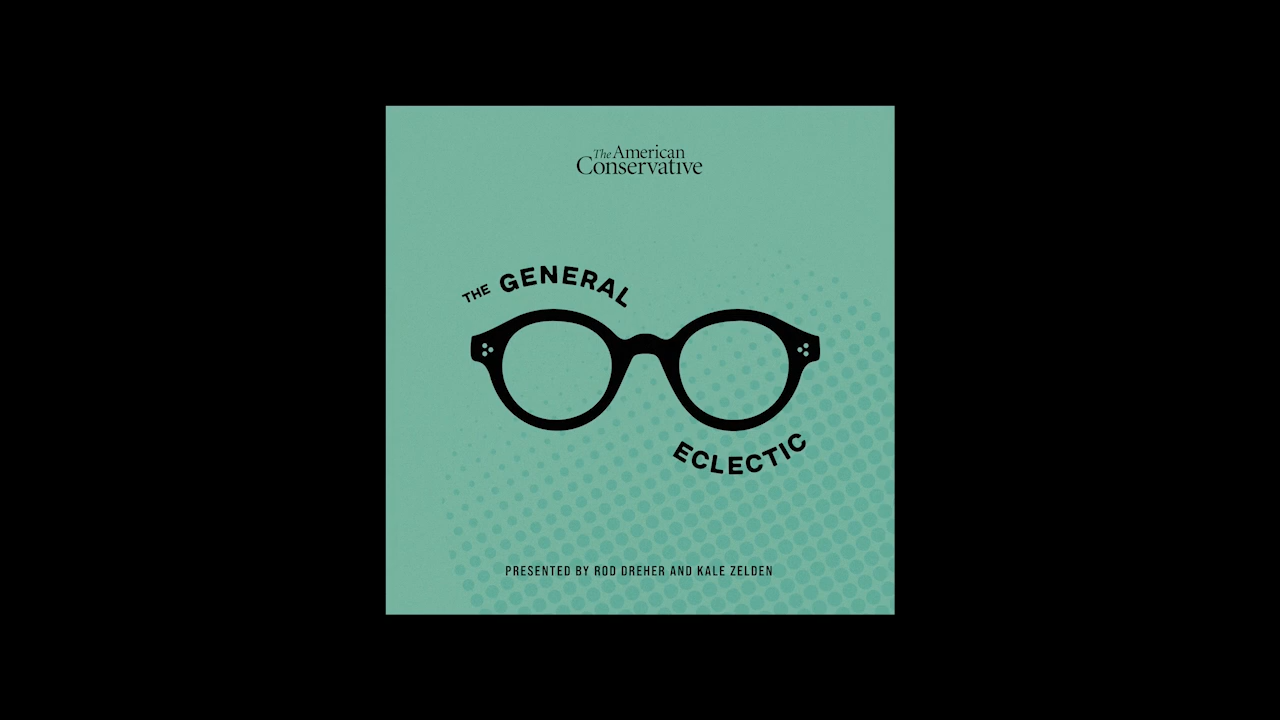 The American
Conservative
THE GENERAL
ECLECTIC
PRESENTED BY ROD DREHER AND KALE ZELDEN